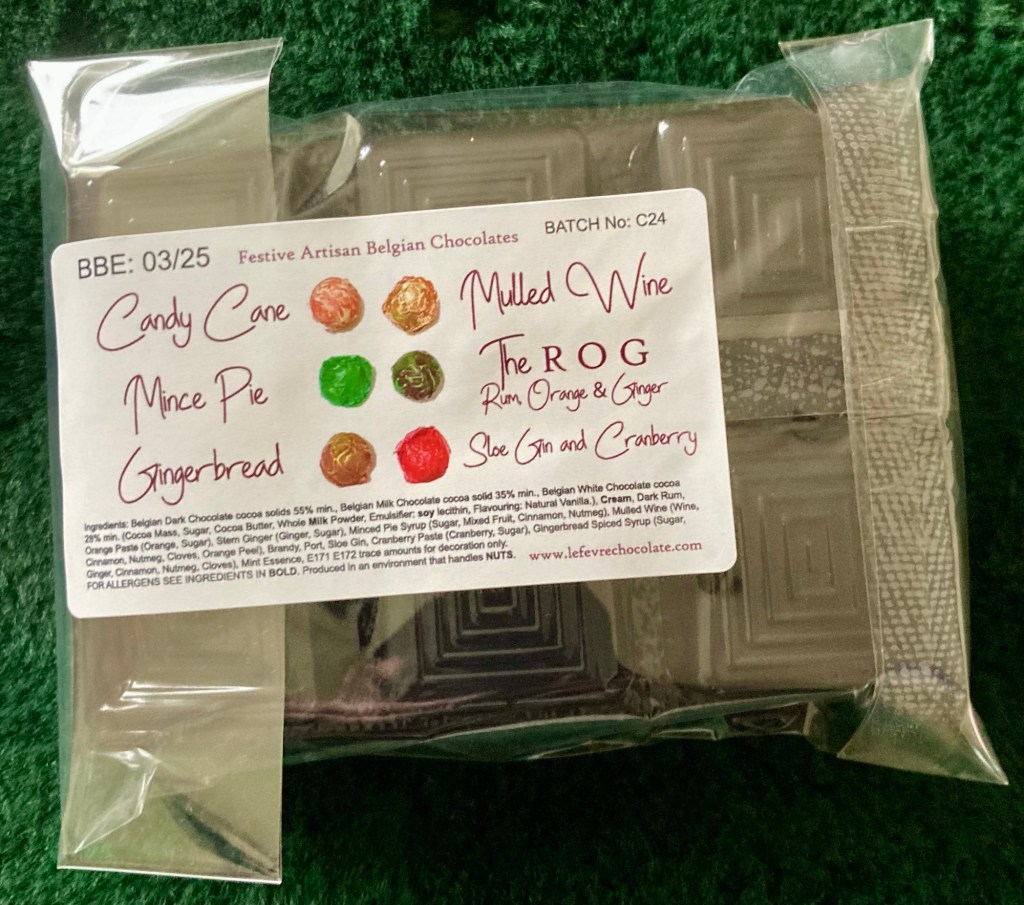 BBE: 03/25 Festive Artisan Belgian Chocolates BATCH No: C24
Candy Cane Mulled Wine
Mince Pie The ROG
Rum, Orange & Ginger
Gingerbread Sloe Gin and Cranberry
Ingredients: Belgian Dark Chocolate cocoa solids 55% min., Belgian Milk Chocolate cocoa solid 35% min., Belgian White Chocolate cocoa
28% min. (Cocoa Mass, Sugar, Cocoa Butter, Whole Milk Powder, Emulsifier; soy lecithin, Flavouring: Natural Vanilla.), Cream, Dark Rum,
Orange Paste (Orange, Sugar), Stem Ginger (Ginger, Sugar), Minced Pie Syrup (Sugar, Mixed Fruit, Cinnamon, Nutmeg), Mulled Wine (Wine,
Cinnamon, Nutmeg, Cloves, Orange Peel), Brandy, Port, Sloe Gin, Cranberry Paste (Cranberry, Sugar), Gingerbread Spiced Syrup (Sugar,
Ginger, Cinnamon, Nutmeg, Cloves), Mint Essence, E171 E172 trace amounts for decoration only.
FOR ALLERGENS SEE INGREDIENTS IN BOLD. Produced in an environment that handles NUTS. www.lefevrechocolate.com